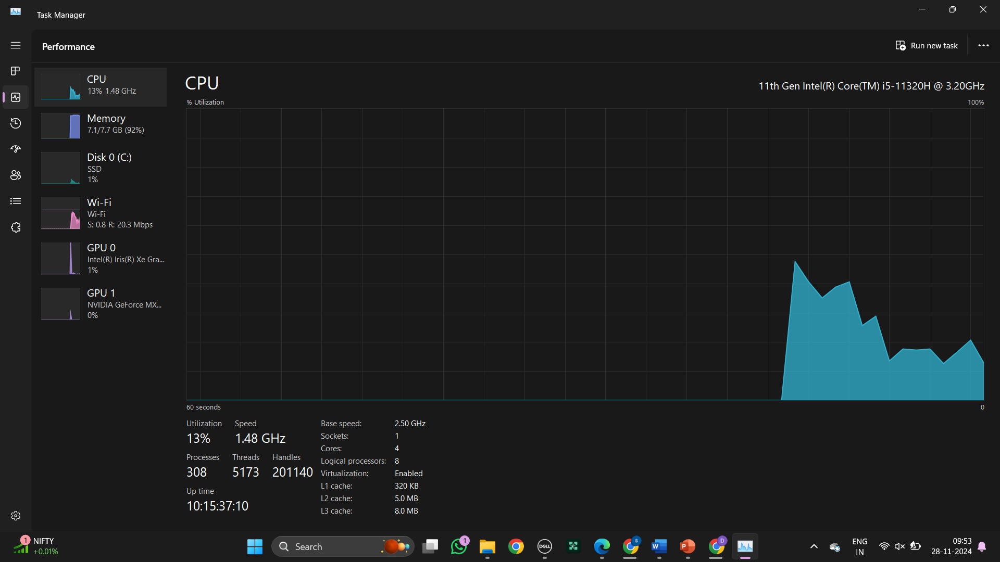 Task Manager
Performance
Run new task
CPU
13% 1.48 GHz
Memory
7.1/7.7 GB (92%)
Disk 0 (C:)
SSD
1%
Wi-Fi
Wi-Fi
S: 0.8 R: 20.3 Mbps
GPU 0
Intel(R) Iris(R) Xe Gra...
1%
GPU 1
NVIDIA GeForce MX...
0%
CPU
11th Gen Intel(R) Core(TM) i5-11320H @ 3.20GHz
% Utilization
100%
60 seconds
0
Utilization
13%
Speed
1.48 GHz
Processes
308
Threads
5173
Handles
201140
Up time
10:15:37:10
Base speed: 2.50 GHz
Sockets: 1
Cores: 4
Logical processors: 8
Virtualization: Enabled
L1 cache: 320 KB
L2 cache: 5.0 MB
L3 cache: 8.0 MB
1
NIFTY
+0.01%
Search
1
DELL
S
W
P
D
ENG
IN
09:53
28-11-2024